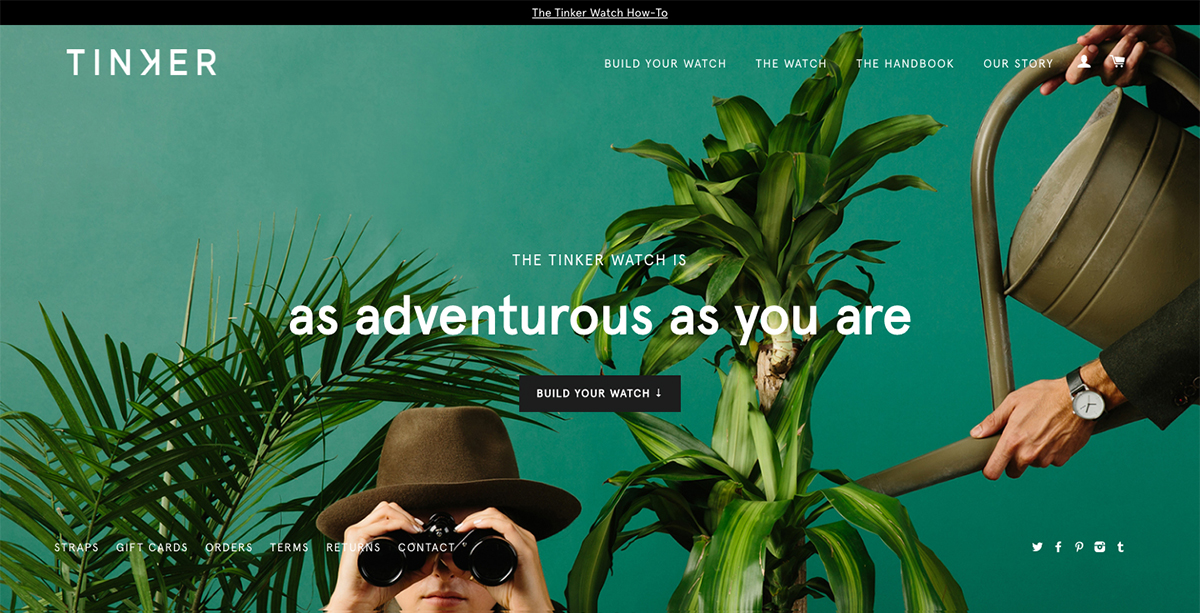 The Tinker Watch How-To
TINKER
BUILD YOUR WATCH THE WATCH THE HANDBOOK OUR STORY
THE TINKER WATCH IS
as adventurous as you are
BUILD YOUR WATCH ↓
STRAPS GIFT CARDS ORDERS TERMS RETURNS CONTACT